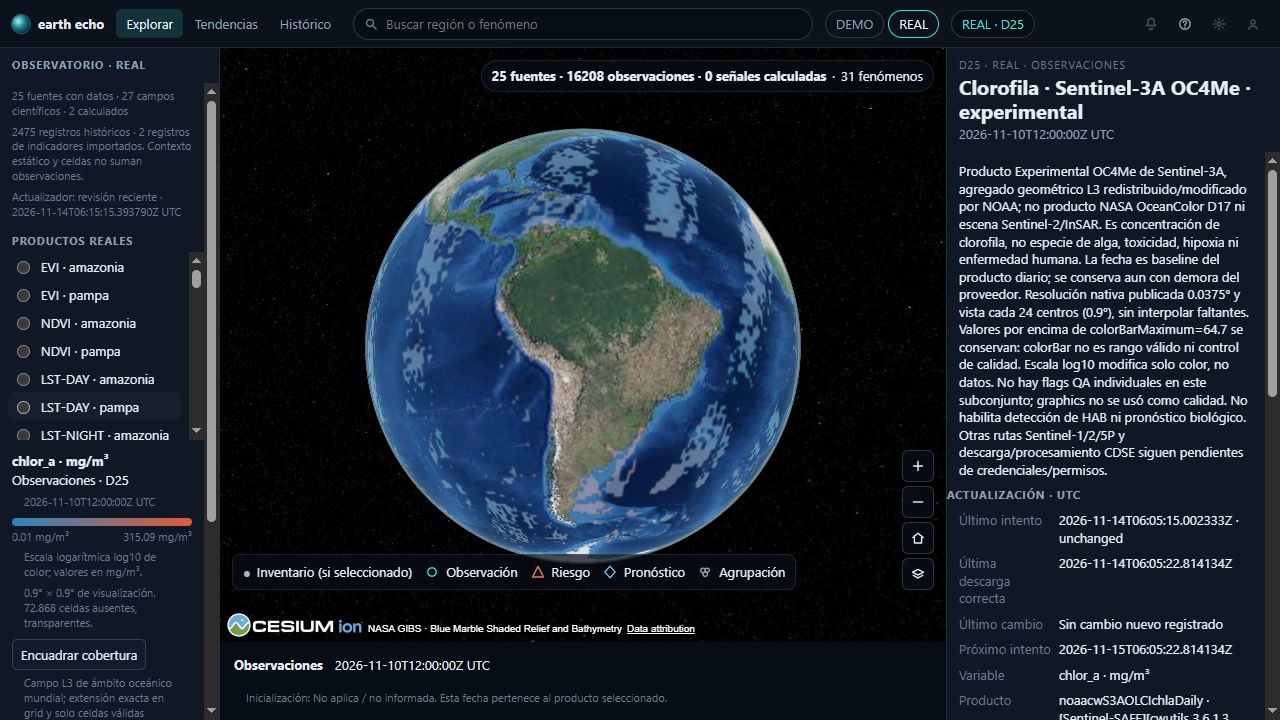 earth echo
Explorar
Tendencias
Histórico
Buscar región o fenómeno
DEMO
REAL
REAL · D25
OBSERVATORIO · REAL
25 fuentes con datos · 27 campos
científicos · 2 calculados
2475 registros históricos · 2 registros
de indicadores importados. Contexto
estático y celdas no suman
observaciones.
Actualizador: revisión reciente ·
2026-11-14T06:15:15.393790Z UTC
PRODUCTOS REALES
EVI · amazonia
EVI · pampa
NDVI · amazonia
NDVI · pampa
LST-DAY · amazonia
LST-DAY · pampa
LST-NIGHT · amazonia
chlor_a · mg/m³
Observaciones · D25
2026-11-10T12:00:00Z UTC
0.01 mg/m³
315.09 mg/m³
Escala logarítmica log10 de
color; valores en mg/m³.
0.9° × 0.9° de visualización.
72.868 celdas ausentes,
transparentes.
Encuadrar cobertura
Campo L3 de ámbito oceánico
mundial; extensión exacta en
grid y solo celdas válidas
25 fuentes · 16208 observaciones · 0 señales calculadas · 31 fenómenos
Inventario (si seleccionado)
Observación
Riesgo
Pronóstico
Agrupación
CESIUM ion
NASA GIBS · Blue Marble Shaded Relief and Bathymetry
Data attribution
Observaciones
2026-11-10T12:00:00Z UTC
Inicialización: No aplica / no informada. Esta fecha pertenece al producto seleccionado.
D25 · REAL · OBSERVACIONES
Clorofila · Sentinel-3A OC4Me ·
experimental
2026-11-10T12:00:00Z UTC
Producto Experimental OC4Me de Sentinel-3A,
agregado geométrico L3 redistribuido/modificado
por NOAA; no producto NASA OceanColor D17 ni
escena Sentinel-2/InSAR. Es concentración de
clorofila, no especie de alga, toxicidad, hipoxia ni
enfermedad humana. La fecha es baseline del
producto diario; se conserva aun con demora del
proveedor. Resolución nativa publicada 0.0375° y
vista cada 24 centros (0.9°), sin interpolar faltantes.
Valores por encima de colorBarMaximum=64.7 se
conservan: colorBar no es rango válido ni control
de calidad. Escala log10 modifica solo color, no
datos. No hay flags QA individuales en este
subconjunto; graphics no se usó como calidad. No
habilita detección de HAB ni pronóstico biológico.
Otras rutas Sentinel-1/2/5P y
descarga/procesamiento CDSE siguen pendientes
de credenciales/permisos.
ACTUALIZACIÓN · UTC
Último intento
2026-11-14T06:05:15.002333Z ·
unchanged
Última
descarga
correcta
2026-11-14T06:05:22.814134Z
Último cambio
Sin cambio nuevo registrado
Próximo intento
2026-11-15T06:05:22.814134Z
Variable
chlor_a · mg/m³
Producto
noaacwS3AOLCIchlaDaily ·
[Sentinel-SAFE][cwutils 3.6.1.3